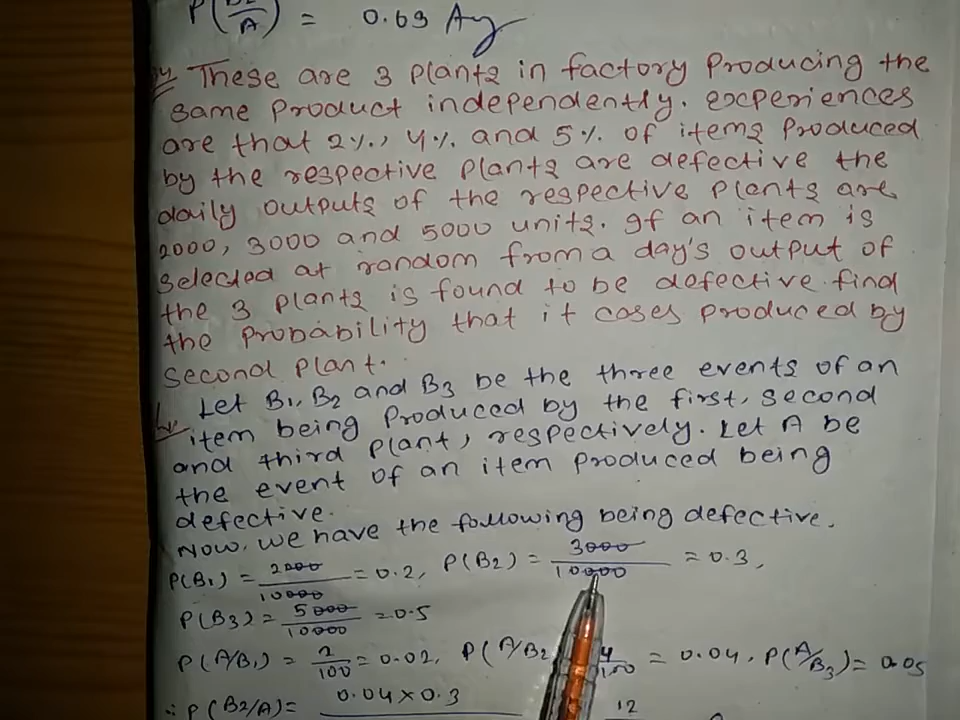 P(B2/A) = 0.69 Ay
These are 3 plants in factory producing the
same product independently. experiences
are that 2%, 4% and 5% of items produced
by the respective plants are defective the
daily outputs of the respective plants are
2000, 3000 and 5000 units. If an item is
selected at random from a day's output of
the 3 plants is found to be defective. find
the probability that it coses produced by
second plant.
Let B1, B2 and B3 be the three events of an
item being produced by the first, second
and third plant, respectively. Let A be
the event of an item produced being
defective.
Now, we have the following being defective.
P(B1) = 2000/10000 = 0.2, P(B2) = 3000/10000 = 0.3,
P(B3) = 5000/10000 = 0.5
P(A/B1) = 2/100 = 0.02, P(A/B2 4/100 = 0.04, P(A/B3) = 0.05
∴ P(B2/A) = 0.04 × 0.3 12